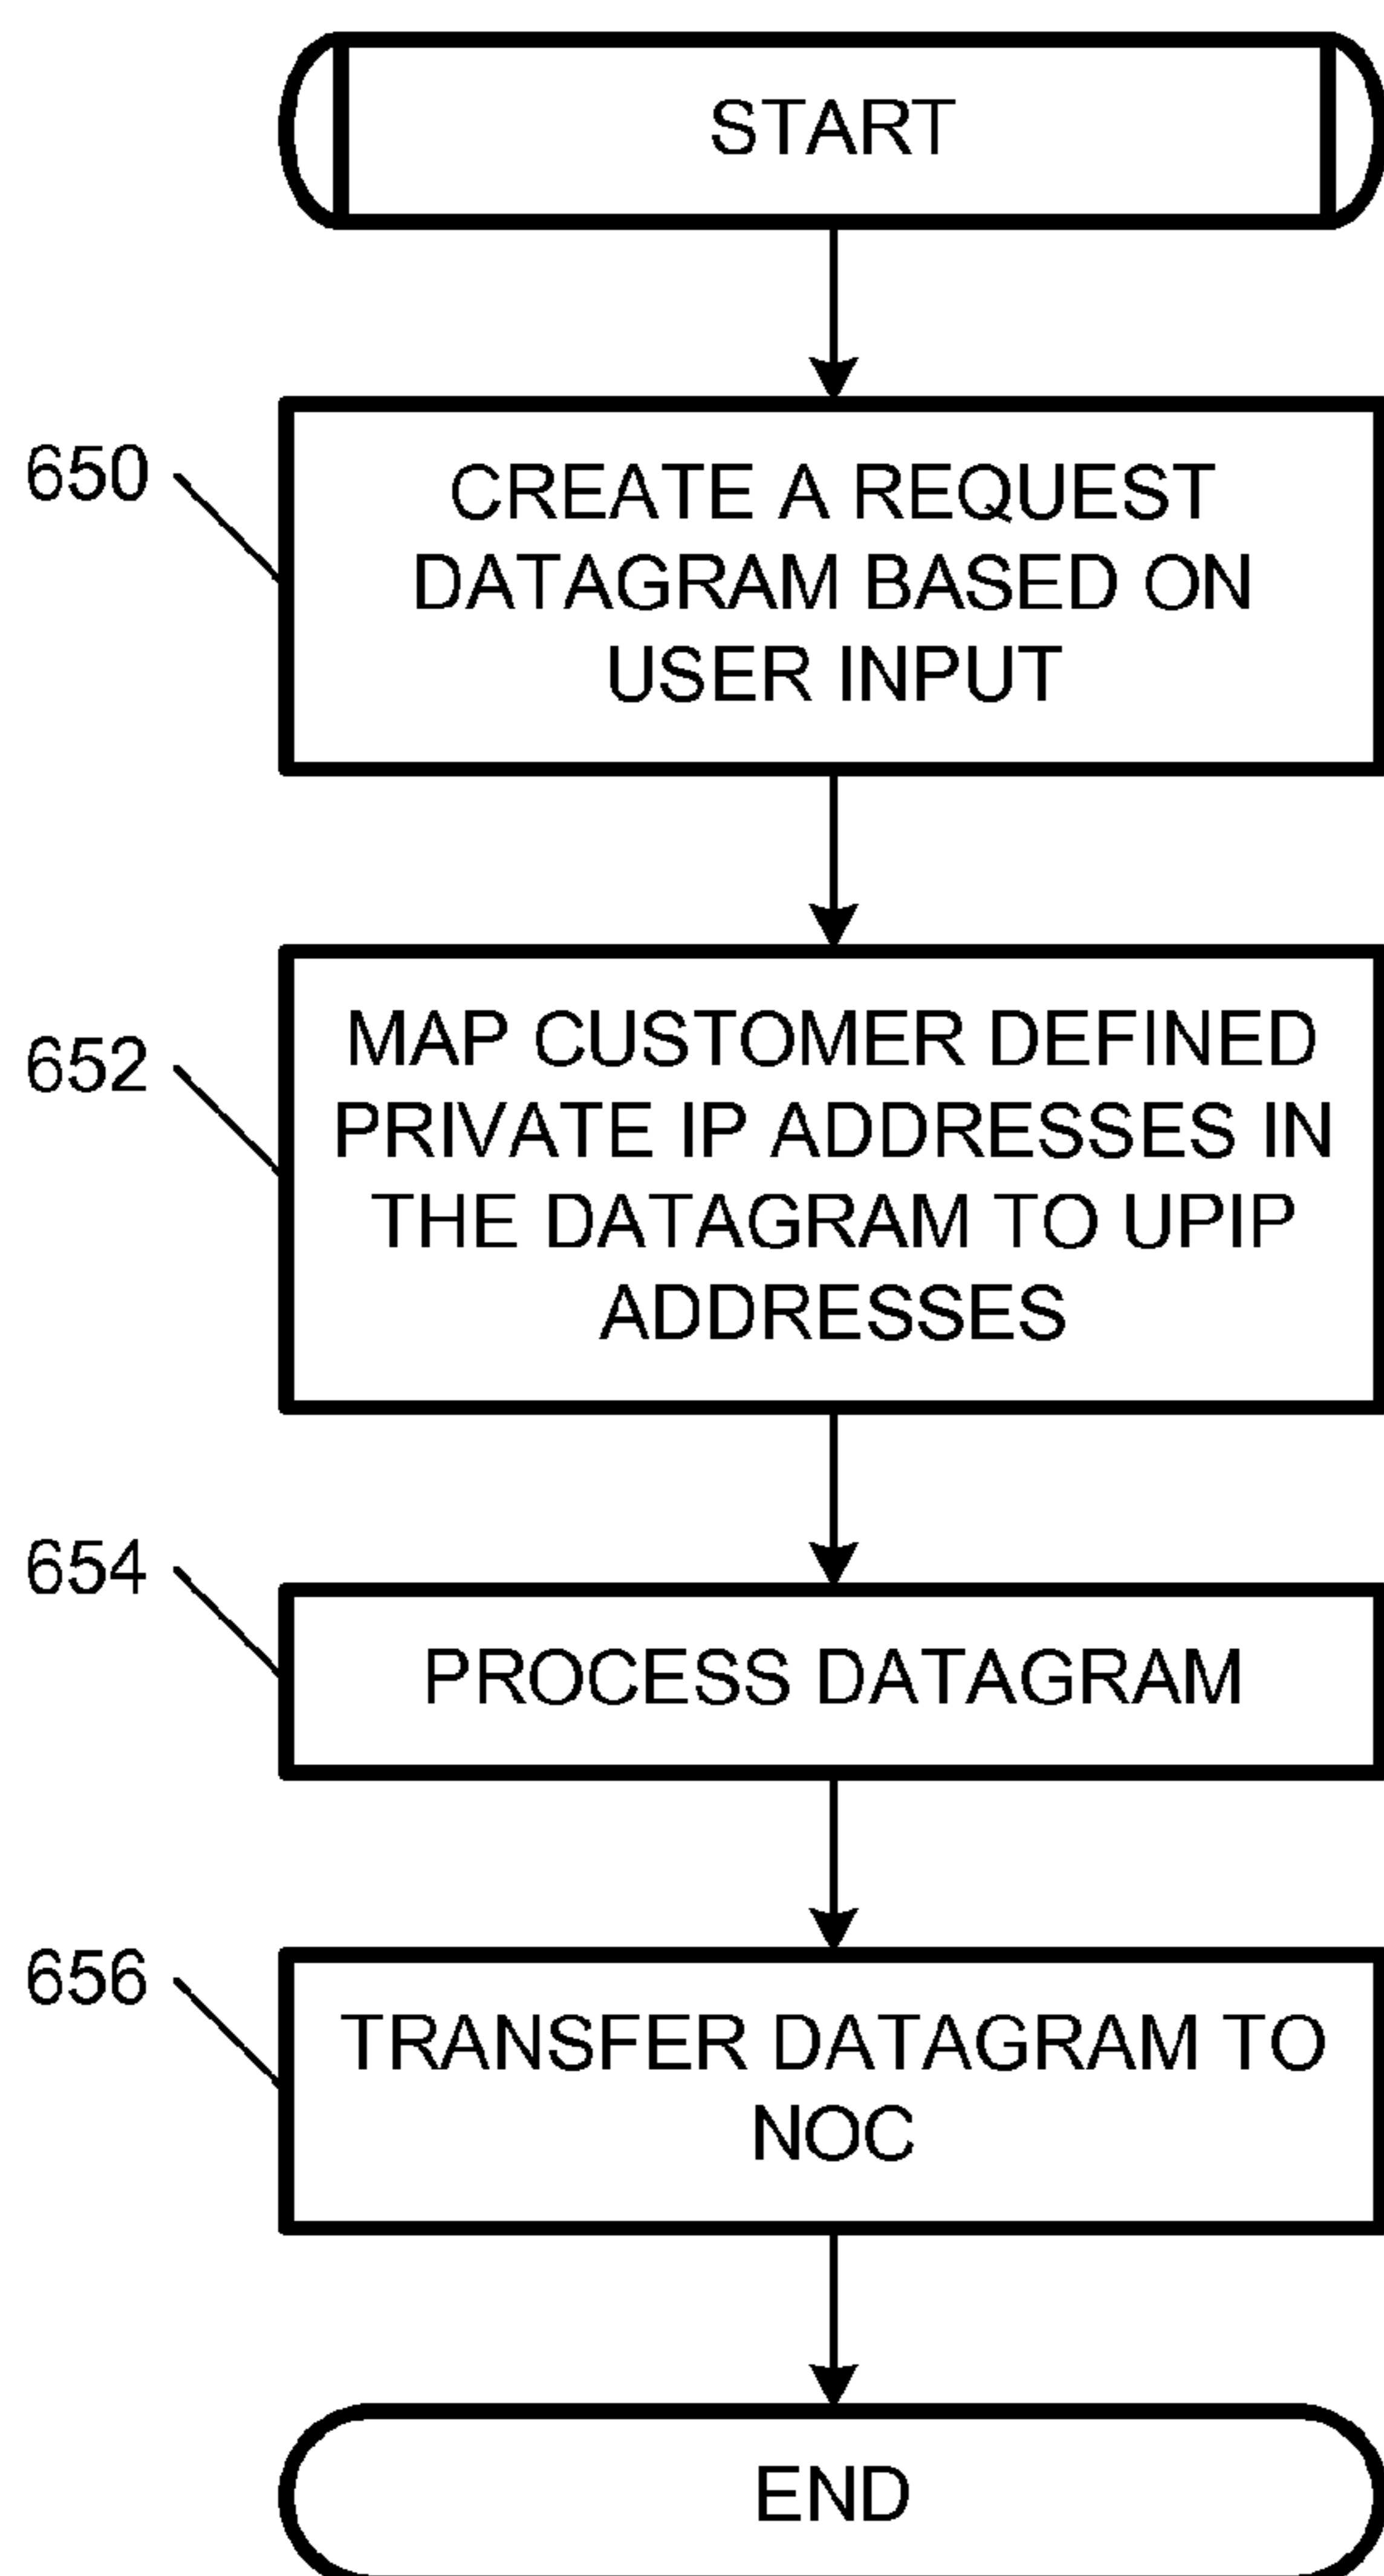 START
650
CREATE A REQUEST
DATAGRAM BASED ON
USER INPUT
652
MAP CUSTOMER DEFINED
PRIVATE IP ADDRESSES IN
THE DATAGRAM TO UPIP
ADDRESSES
654
PROCESS DATAGRAM
656
TRANSFER DATAGRAM TO
NOC
END